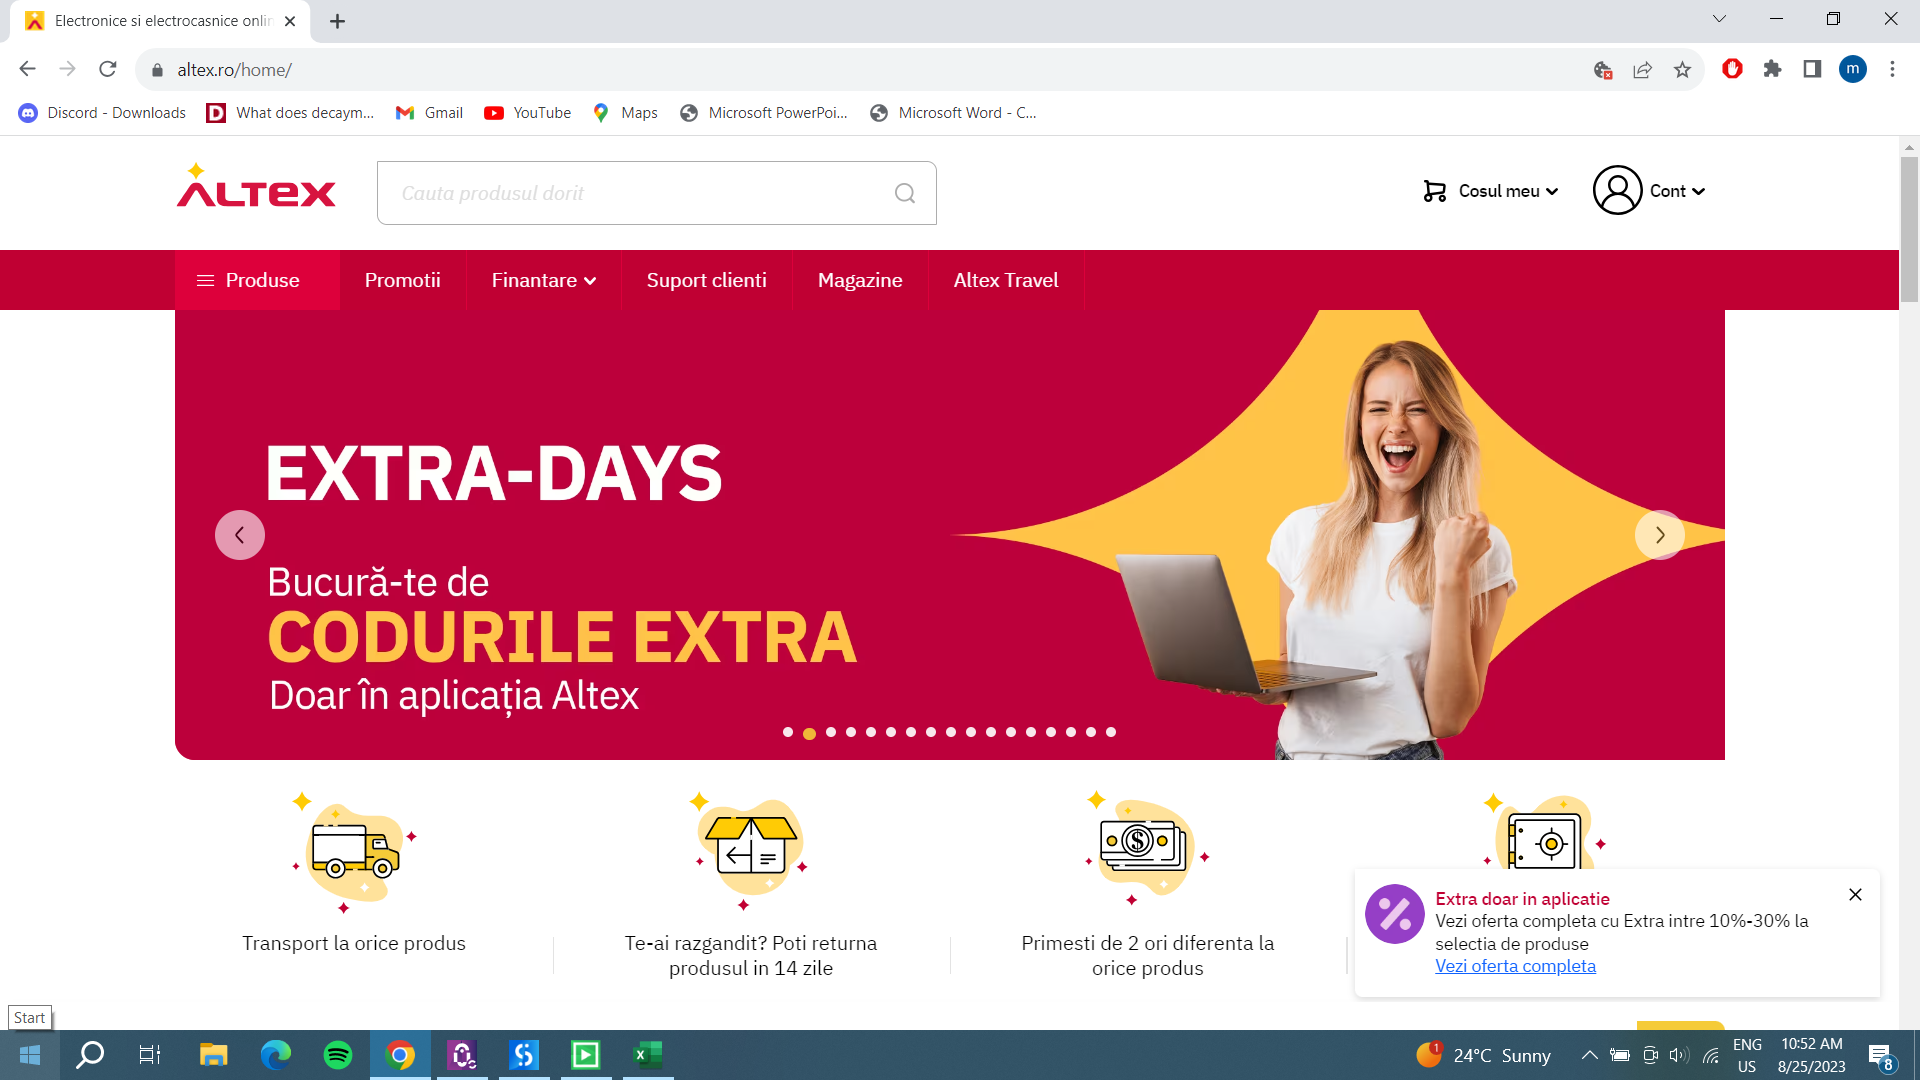 Electronice si electrocasnice onlin
altex.ro/home/
m
Discord - Downloads
What does decaym...
Gmail
YouTube
Maps
Microsoft PowerPoi...
Microsoft Word - C...
ALTEX
Cauta produsul dorit
Cosul meu
Cont
Produse
Promotii
Finantare
Suport clienti
Magazine
Altex Travel
EXTRA-DAYS
Bucură-te de
CODURILE EXTRA
Doar în aplicația Altex
Transport la orice produs
Te-ai razgandit? Poti returna
produsul in 14 zile
Primesti de 2 ori diferenta la
orice produs
Extra doar in aplicatie
Vezi oferta completa cu Extra intre 10%-30% la
selectia de produse
Vezi oferta completa
Start
1
24°C Sunny
ENG
US
10:52 AM
8/25/2023
8